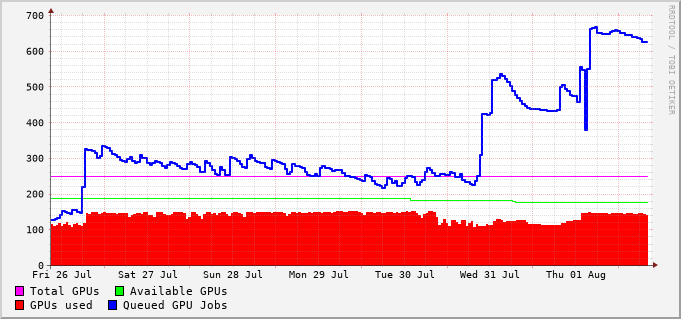 700
600
500
400
300
200
100
0
Fri 26 Jul Sat 27 Jul Sun 28 Jul Mon 29 Jul Tue 30 Jul Wed 31 Jul Thu 01 Aug
Total GPUs Available GPUs
GPUs used Queued GPU Jobs
RRDTOOL / TOBI OETIKER